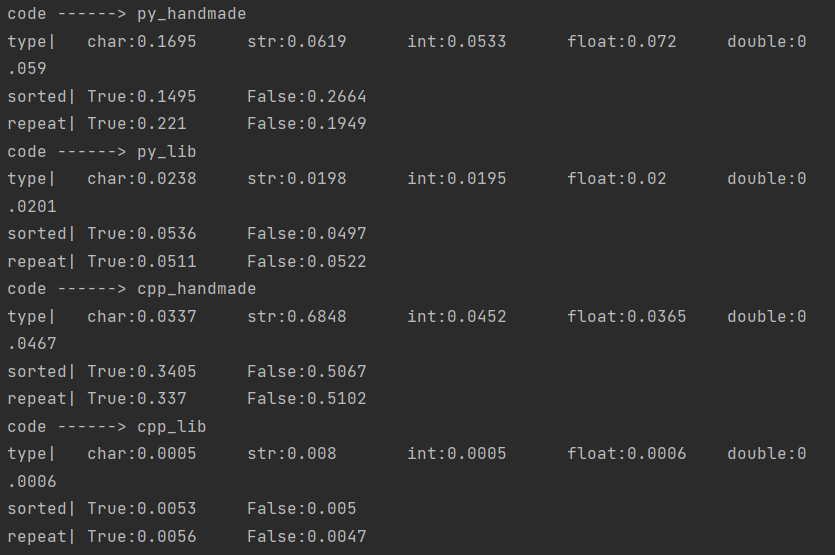 code ------> py_handmade
type|   char:0.1695     str:0.0619      int:0.0533      float:0.072     double:0
.059
sorted| True:0.1495     False:0.2664
repeat| True:0.221      False:0.1949
code ------> py_lib
type|   char:0.0238     str:0.0198      int:0.0195      float:0.02      double:0
.0201
sorted| True:0.0536     False:0.0497
repeat| True:0.0511     False:0.0522
code ------> cpp_handmade
type|   char:0.0337     str:0.6848      int:0.0452      float:0.0365    double:0
.0467
sorted| True:0.3405     False:0.5067
repeat| True:0.337      False:0.5102
code ------> cpp_lib
type|   char:0.0005     str:0.008       int:0.0005      float:0.0006    double:0
.0006
sorted| True:0.0053     False:0.005
repeat| True:0.0056     False:0.0047